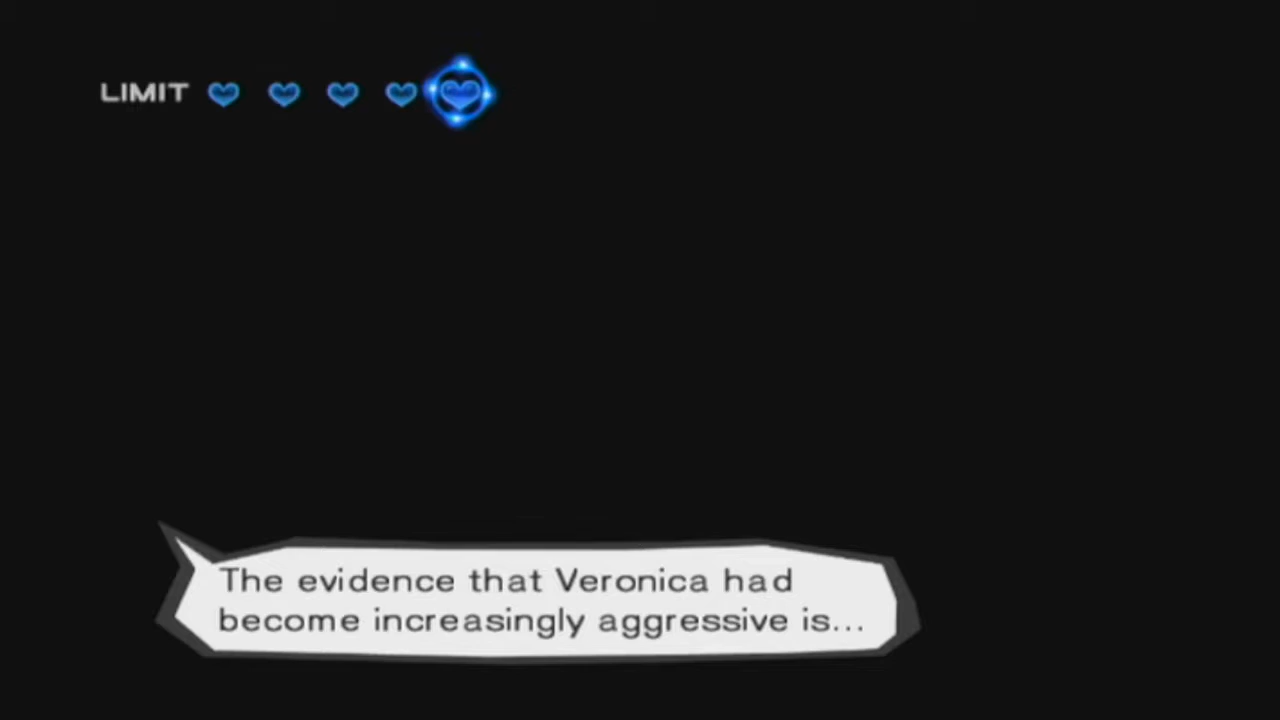 LIMIT
The evidence that Veronica had
become increasingly aggressive is...